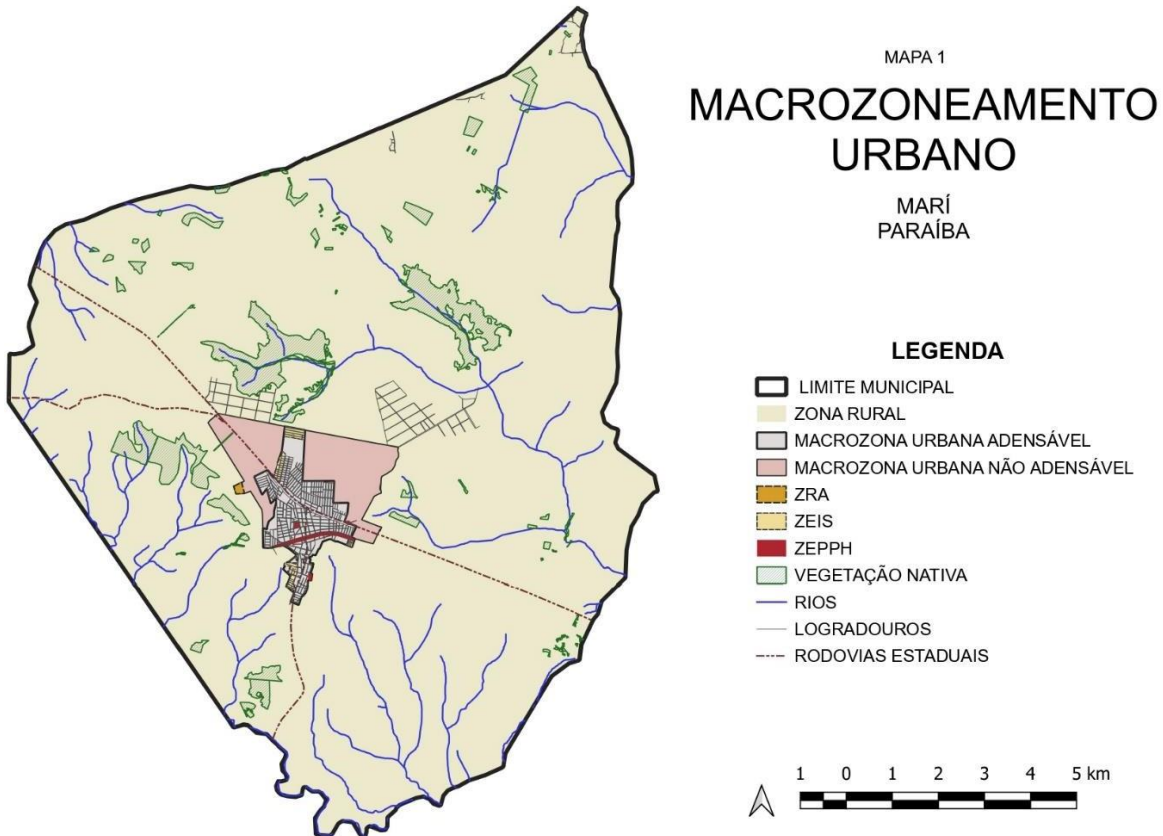 MAPA 1
MACROZONEAMENTO
URBANO
MARÍ
PARAÍBA
LEGENDA
LIMITE MUNICIPAL
ZONA RURAL
MACROZONA URBANA ADENSÁVEL
MACROZONA URBANA NÃO ADENSÁVEL
ZRA
ZEIS
ZEPPH
VEGETAÇÃO NATIVA
RIOS
LOGRADOUROS
RODOVIAS ESTADUAIS
1 0 1 2 3 4 5 km